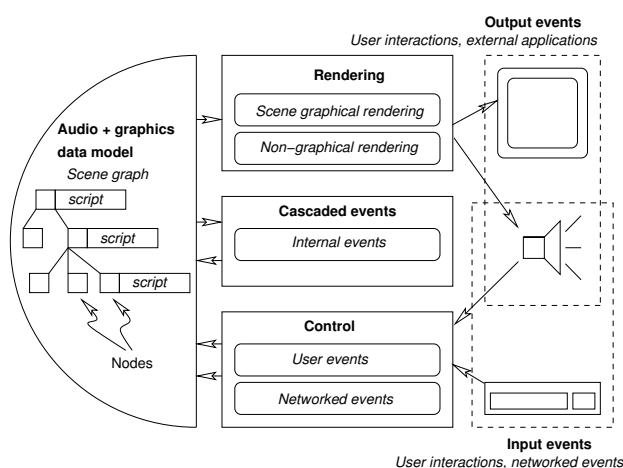 Output events
User interactions, external applications
Rendering
Scene graphical rendering
Non-graphical rendering
Audio + graphics
data model
Scene graph
script
script
script
Nodes
Cascaded events
Internal events
Control
User events
Networked events
Input events
User interactions, networked events